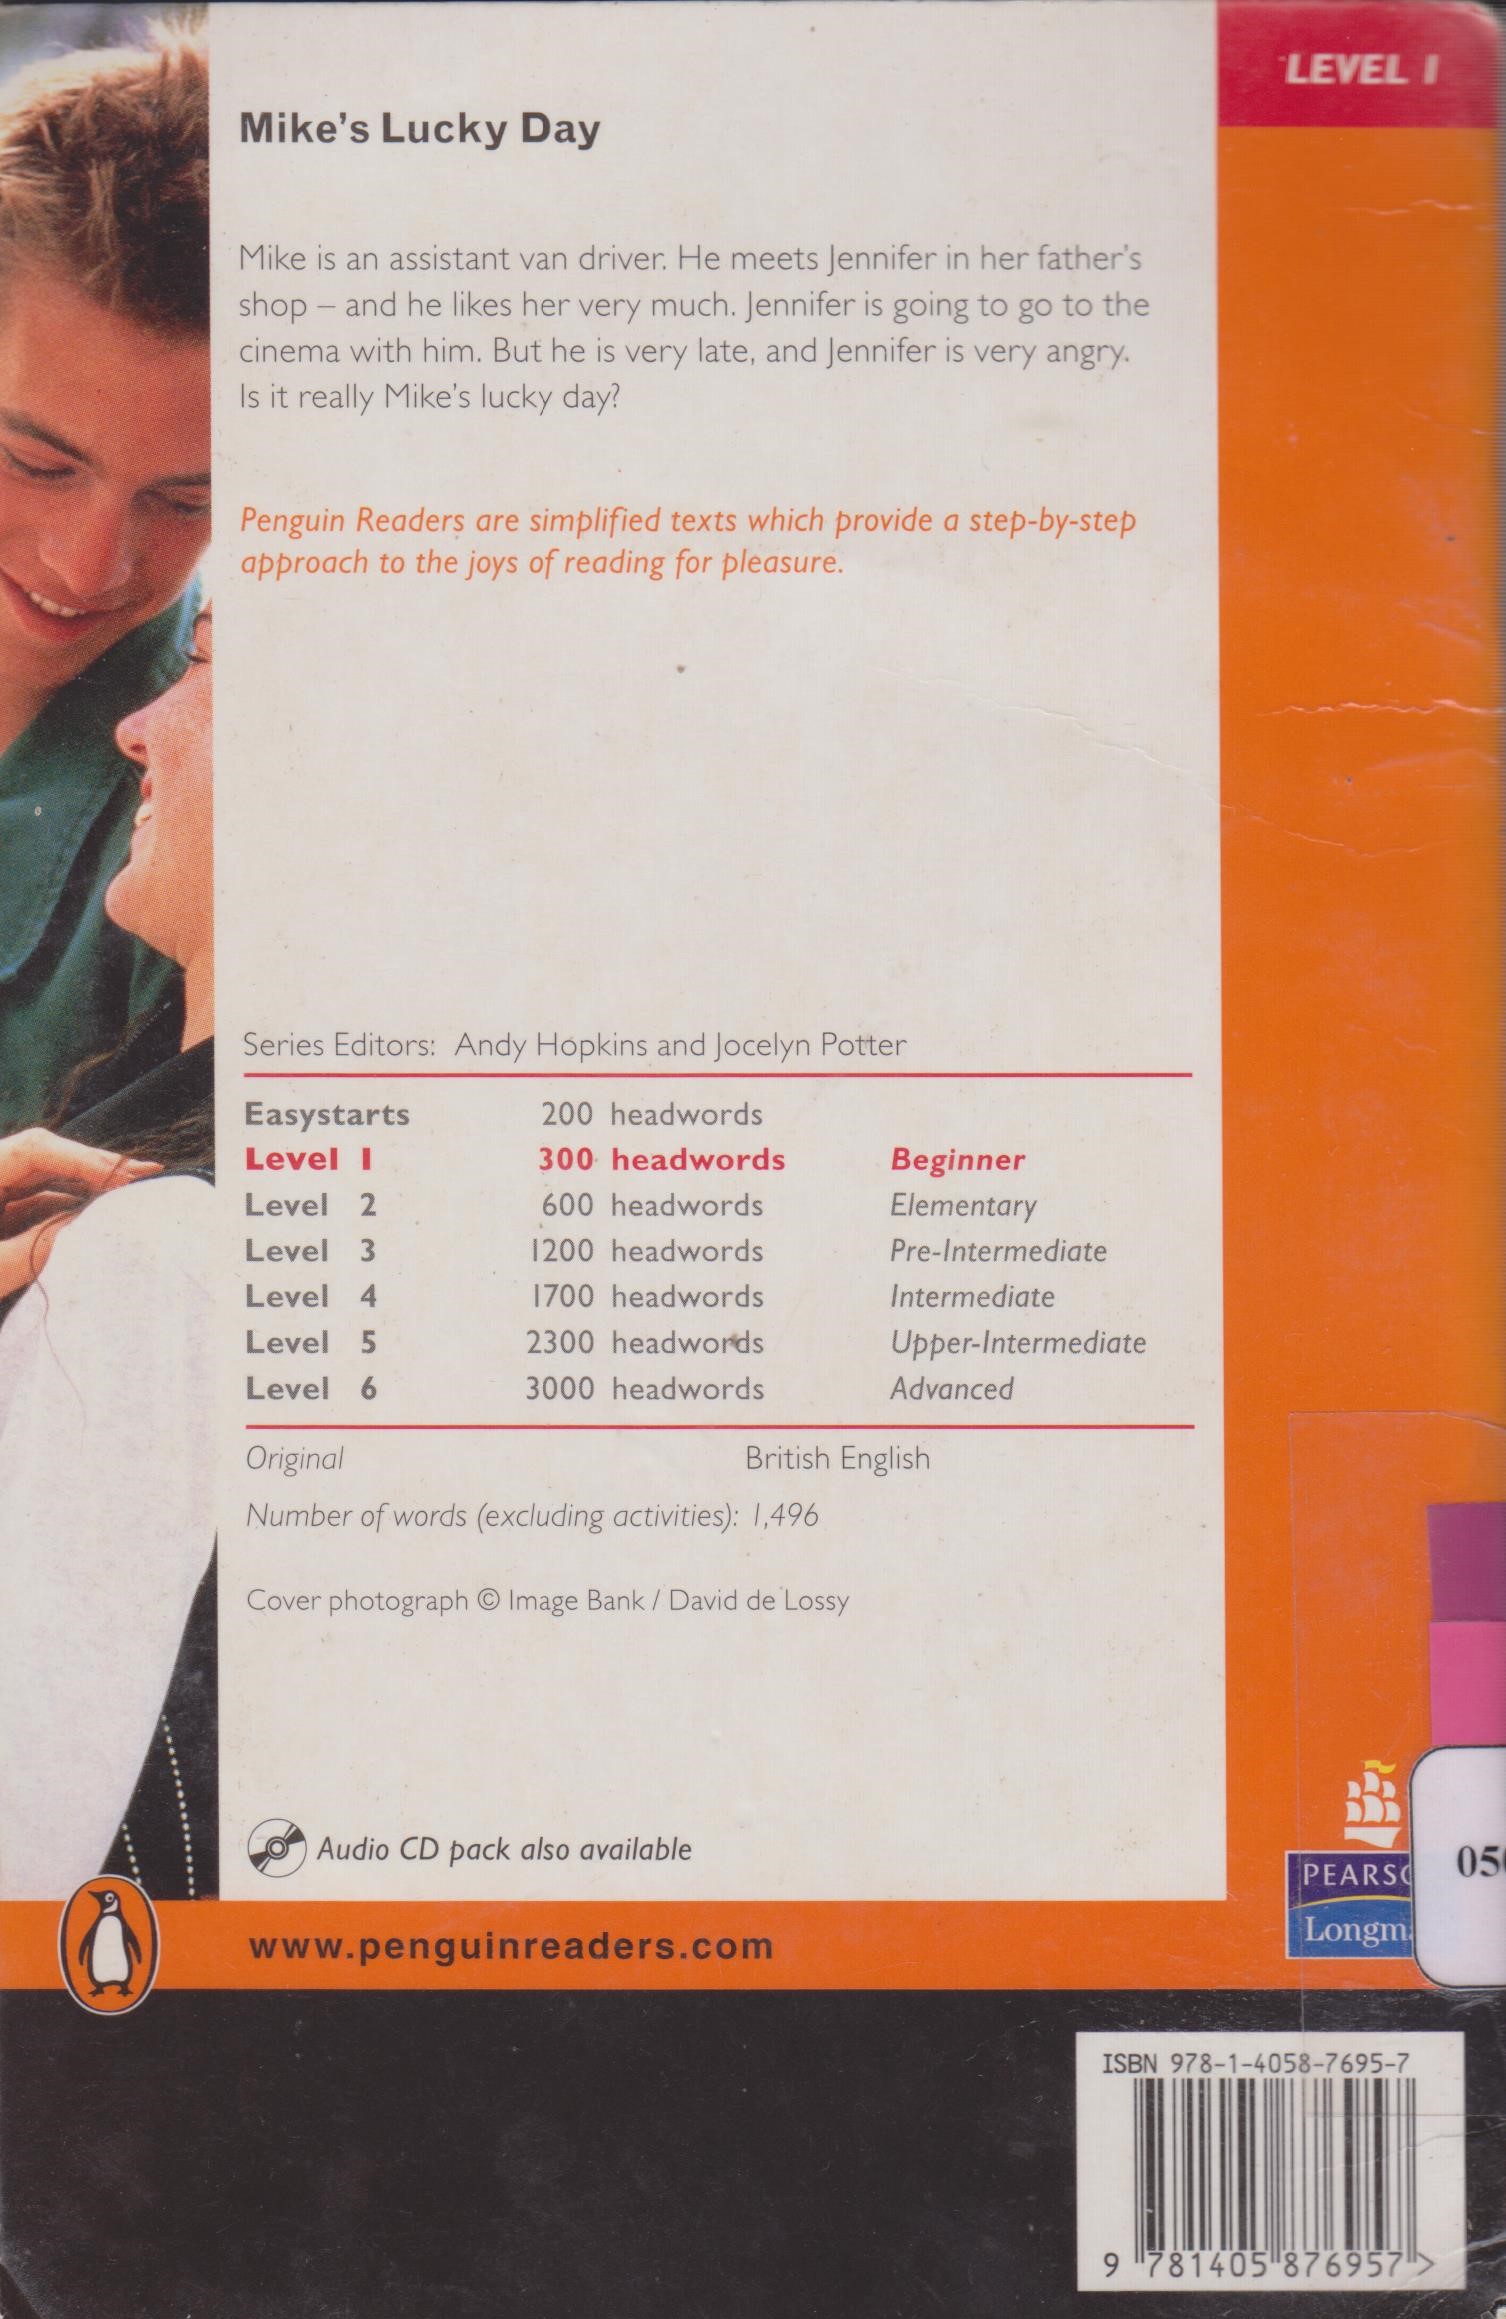 LEVEL 1
Mike's Lucky Day
Mike is an assistant van driver. He meets Jennifer in her father's
shop – and he likes her very much. Jennifer is going to go to the
cinema with him. But he is very late, and Jennifer is very angry.
Is it really Mike's lucky day?
Penguin Readers are simplified texts which provide a step-by-step
approach to the joys of reading for pleasure.
Series Editors: Andy Hopkins and Jocelyn Potter
Easystarts 200 headwords
Level 1 300 headwords Beginner
Level 2 600 headwords Elementary
Level 3 1200 headwords Pre-Intermediate
Level 4 1700 headwords Intermediate
Level 5 2300 headwords Upper-Intermediate
Level 6 3000 headwords Advanced
Original British English
Number of words (excluding activities): 1,496
Cover photograph © Image Bank / David de Lossy
Audio CD pack also available
www.penguinreaders.com
ISBN 978-1-4058-7695-7
9 781405 876957 >